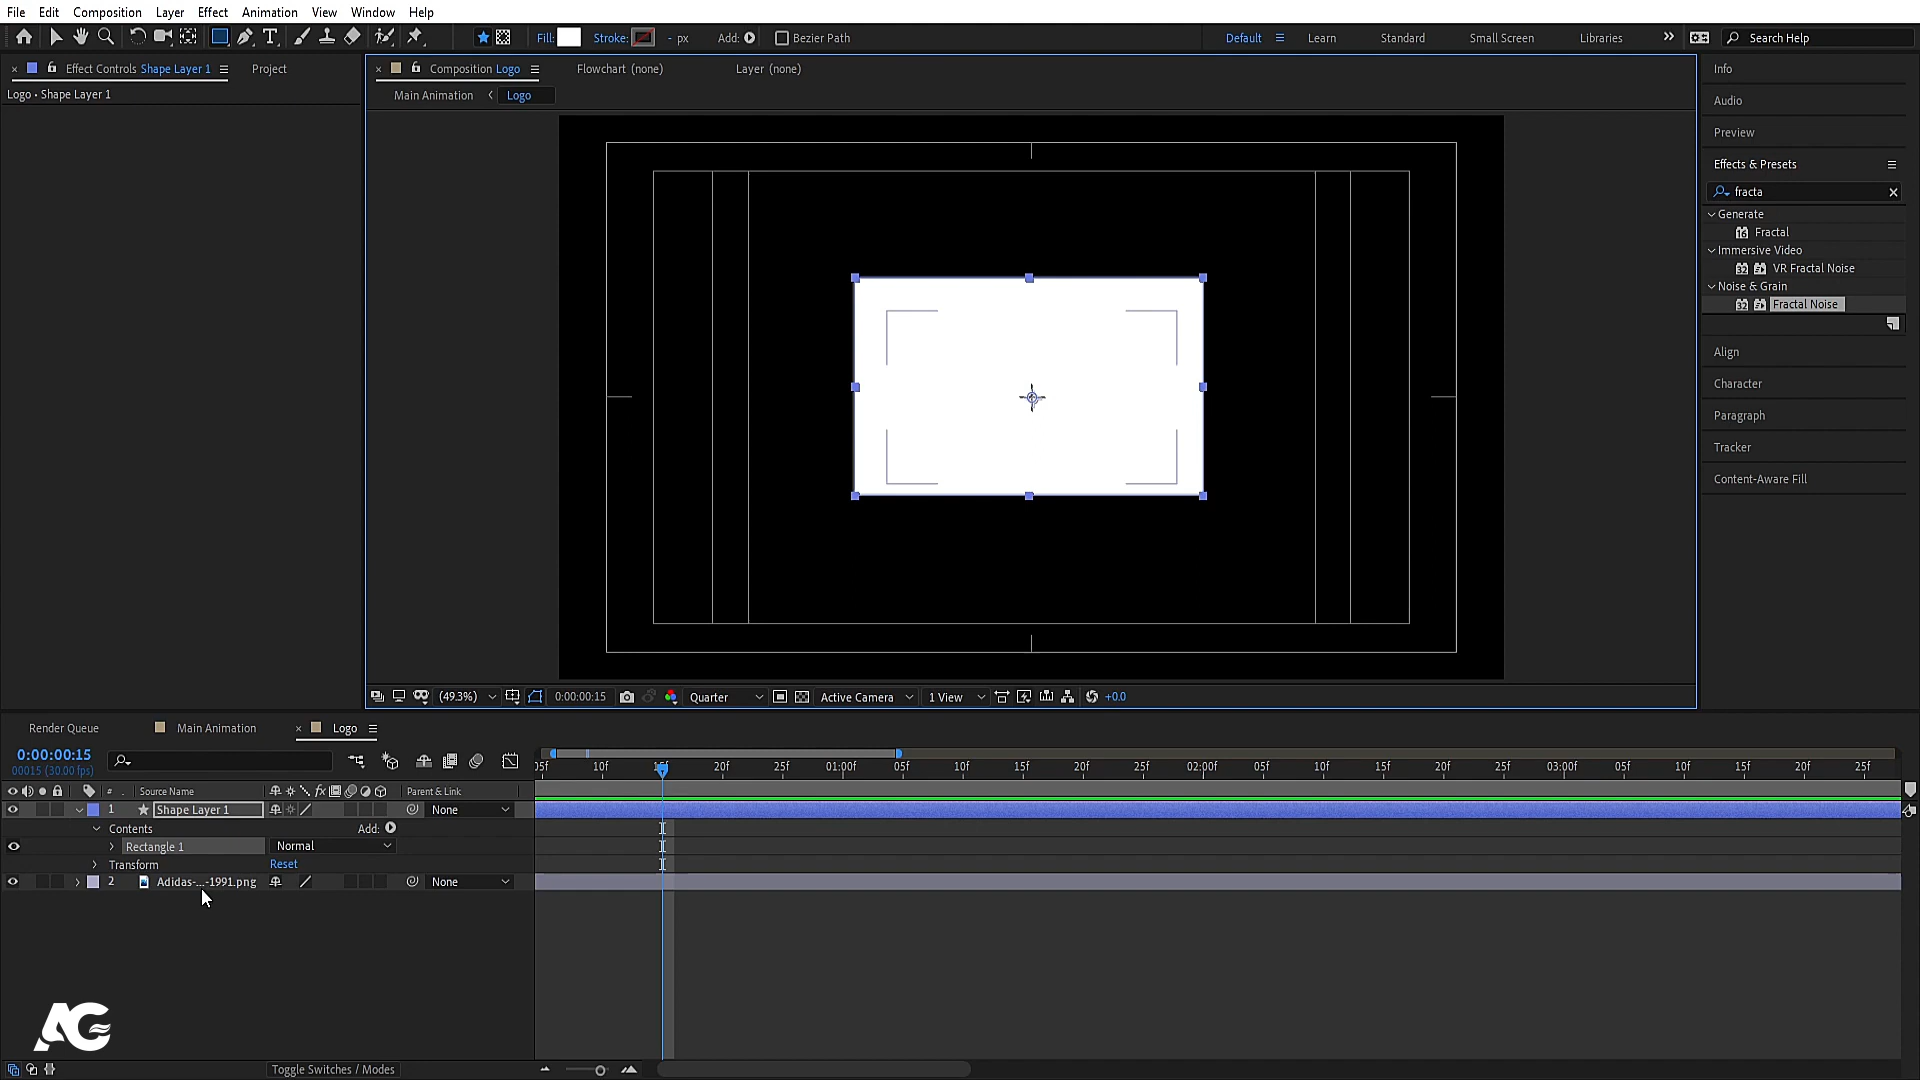 File Edit Composition Layer Effect Animation View Window Help
Fill: Stroke: - px Add: Bezier Path Default Learn Standard Small Screen Libraries Search Help
Effect Controls Shape Layer 1 Project
Logo • Shape Layer 1
Composition Logo Flowchart (none) Layer (none)
Main Animation Logo
Info
Audio
Preview
Effects & Presets
fracta
Generate
Fractal
Immersive Video
VR Fractal Noise
Noise & Grain
Fractal Noise
Align
Character
Paragraph
Tracker
Content-Aware Fill
(49.3%) 0:00:00:15 Quarter Active Camera 1 View +0.0
Render Queue Main Animation Logo
0:00:00:15
00015 (30.00 fps)
05f 10f 15f 20f 25f 01:00f 05f 10f 15f 20f 25f 02:00f 05f 10f 15f 20f 25f 03:00f 05f 10f 15f 20f 25f
# Source Name fx Parent & Link
1 Shape Layer 1 None
Contents Add:
Rectangle 1 Normal
Transform Reset
2 Adidas-...-1991.png None
AG
Toggle Switches / Modes